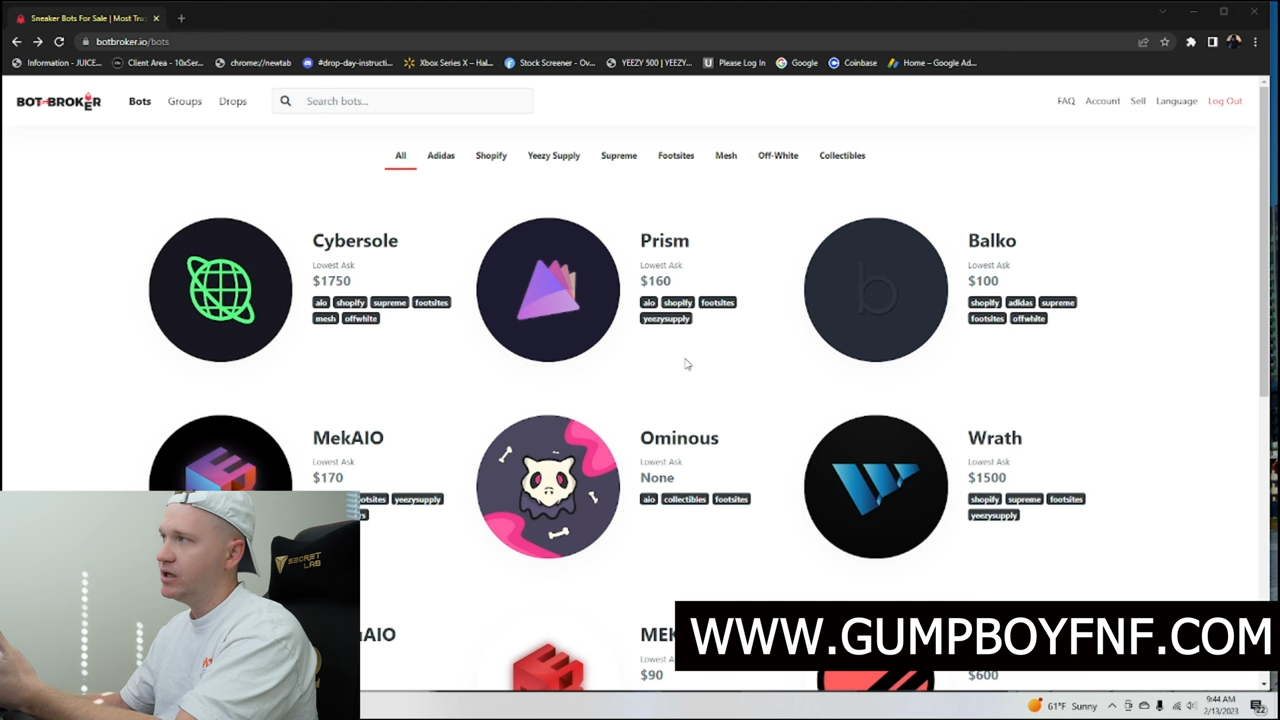 Sneaker Bots For Sale | Most Tru
botbroker.io/bots
Information - JUICE...
Client Area - 10xSer...
chrome://newtab
#drop-day-instructi...
Xbox Series X – Hal...
Stock Screener - Ov...
YEEZY 500 | YEEZY...
Please Log In
Google
Coinbase
Home – Google Ad...
BOT BROKER
Bots
Groups
Drops
Search bots...
FAQ
Account
Sell
Language
Log Out
All
Adidas
Shopify
Yeezy Supply
Supreme
Footsites
Mesh
Off-White
Collectibles
Cybersole
Lowest Ask
$1750
aio shopify supreme footsites
mesh offwhite
Prism
Lowest Ask
$160
aio shopify footsites
yeezysupply
b
Balko
Lowest Ask
$100
shopify adidas supreme
footsites offwhite
MekAIO
Lowest Ask
$170
yeezysupply
Ominous
Lowest Ask
None
aio collectibles footsites
Wrath
Lowest Ask
$1500
shopify supreme footsites
yeezysupply
SECRET
LAB
AIO
Lowest Ask
$90
$600
WWW.GUMPBOYFNF.COM
61°F Sunny
9:44 AM
2/13/2023
22